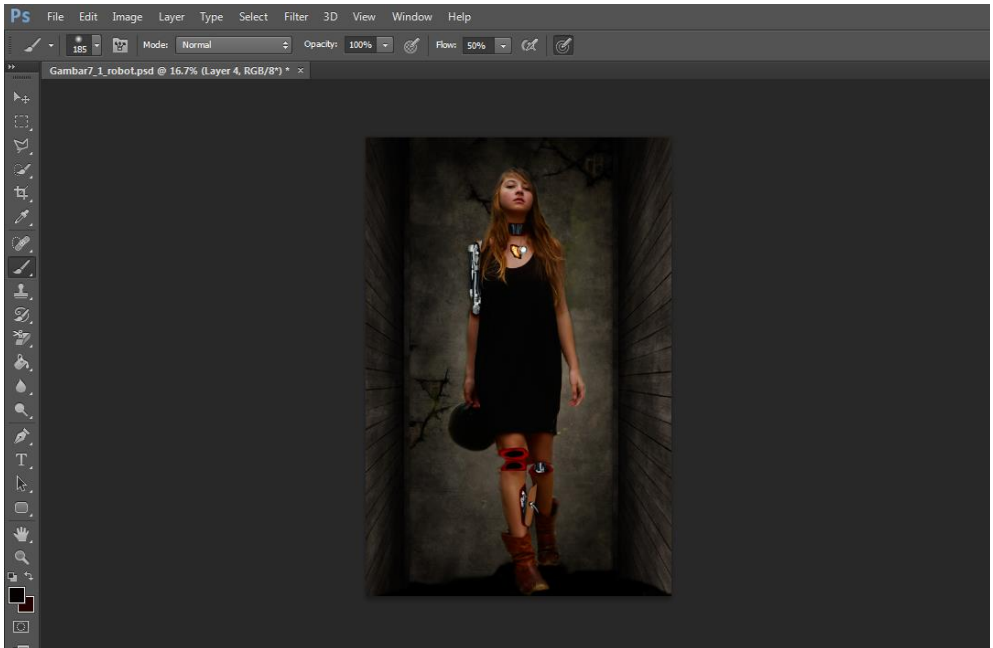 Ps File Edit Image Layer Type Select Filter 3D View Window Help
185 Mode: Normal Opacity: 100% Flow: 50%
Gambar7_1_robot.psd @ 16.7% (Layer 4, RGB/8*) * ×
T